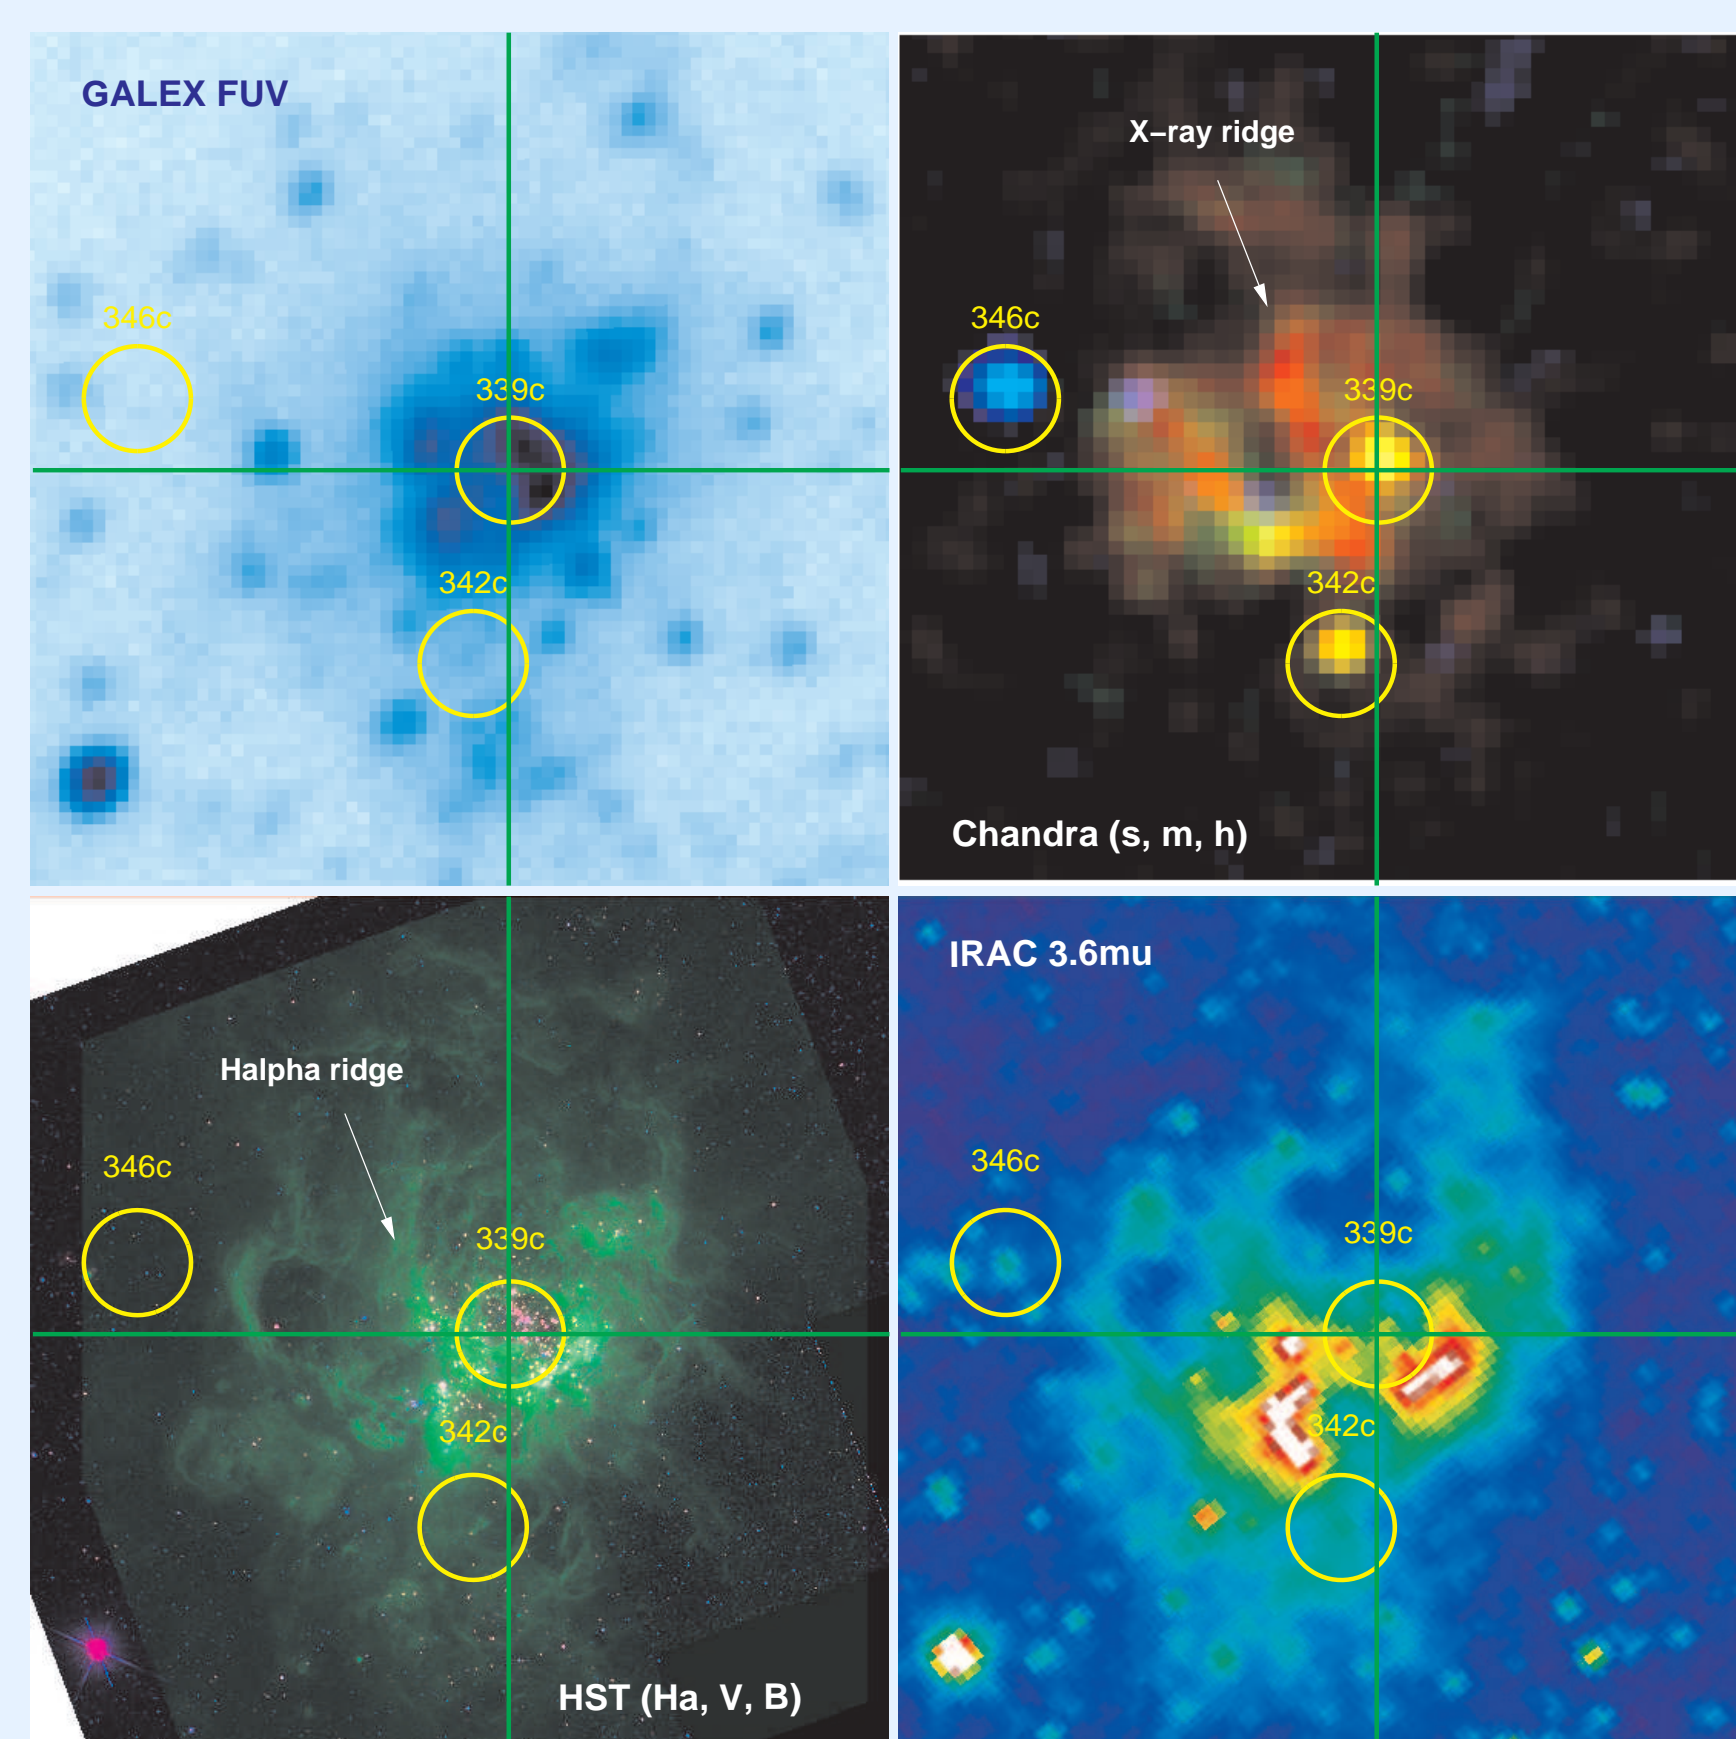 GALEX FUV
346c
339c
342c
X–ray ridge
346c
339c
342c
Chandra (s, m, h)
Halpha ridge
346c
339c
342c
HST (Ha, V, B)
IRAC 3.6mu
346c
339c
342c